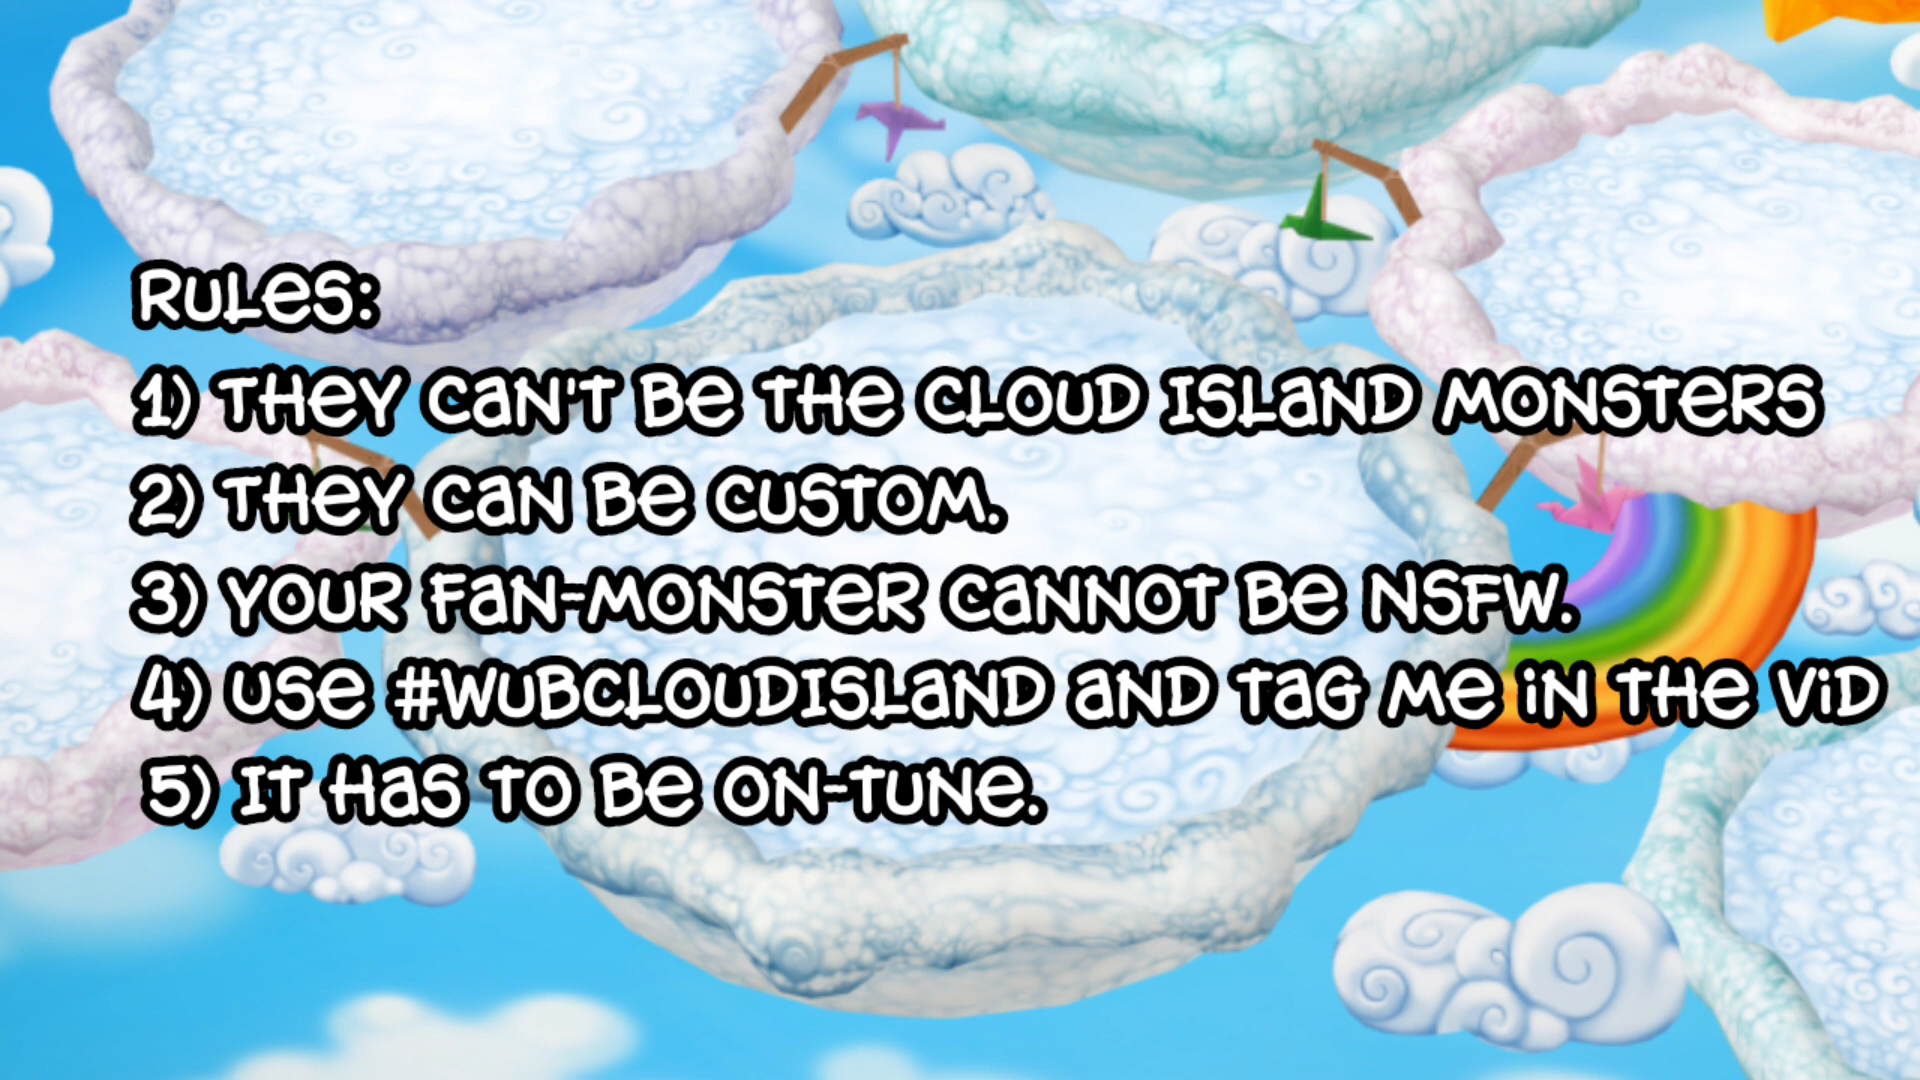 RULES:
1) THEY CAN'T BE THE CLOUD ISLAND MONSTERS
2) THEY CAN BE CUSTOM.
3) YOUR FAN-MONSTER CANNOT BE NSFW.
4) USE #WUBCLOUDISLAND AND TAG ME IN THE VID
5) IT HAS TO BE ON-TUNE.